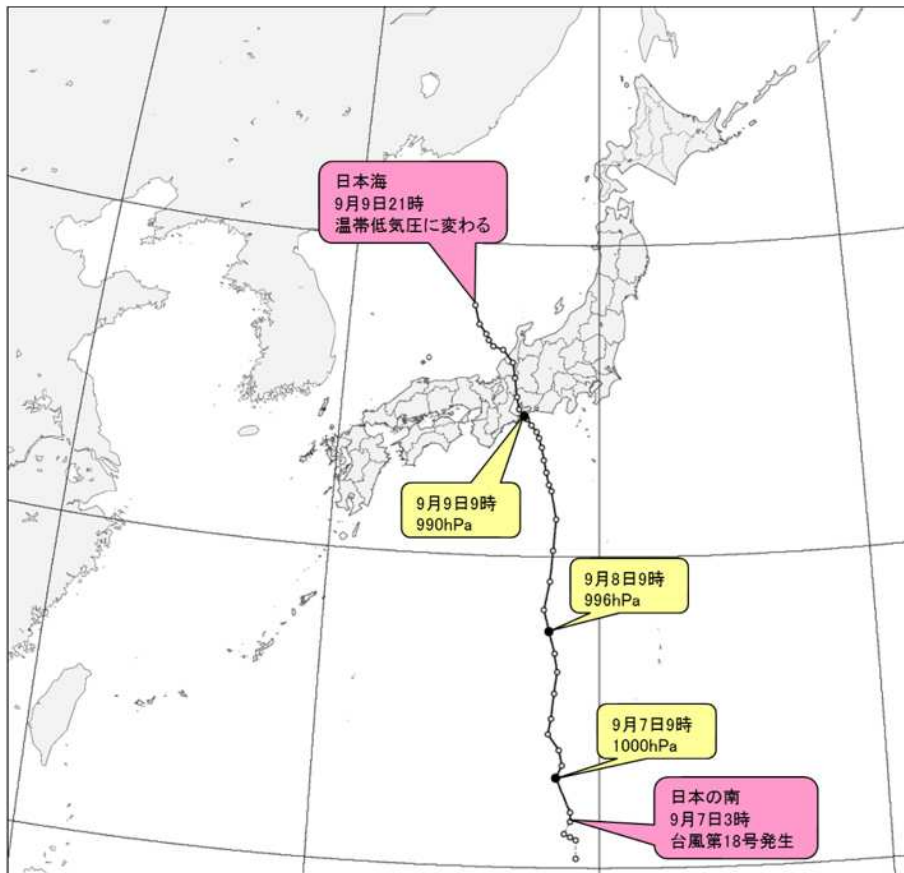 日本海
9月9日21時
温帯低気圧に変わる
9月9日9時
990hPa
9月8日9時
996hPa
9月7日9時
1000hPa
日本の南
9月7日3時
台風第18号発生